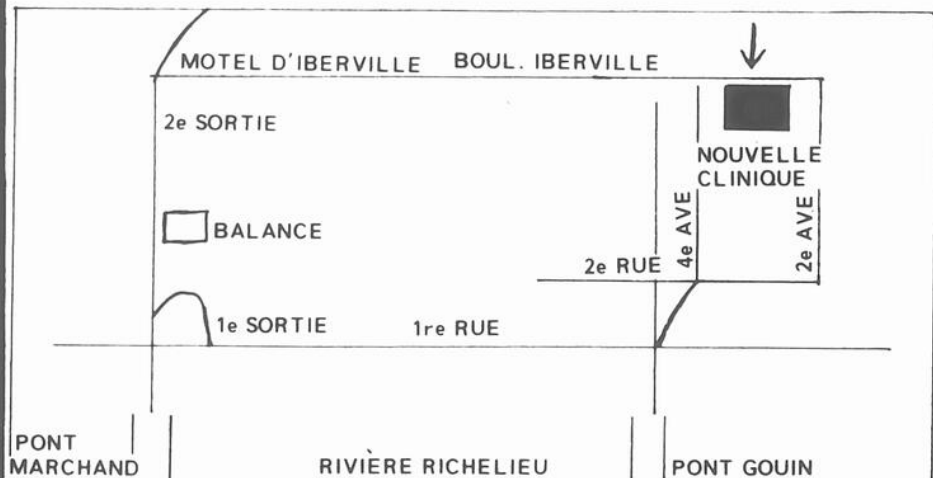 MOTEL D'IBERVILLE BOUL. IBERVILLE
2e SORTIE
NOUVELLE
CLINIQUE
BALANCE
4e AVE
2e AVE
2e RUE
1e SORTIE
1re RUE
PONT
MARCHAND
RIVIÈRE RICHELIEU
PONT GOUIN